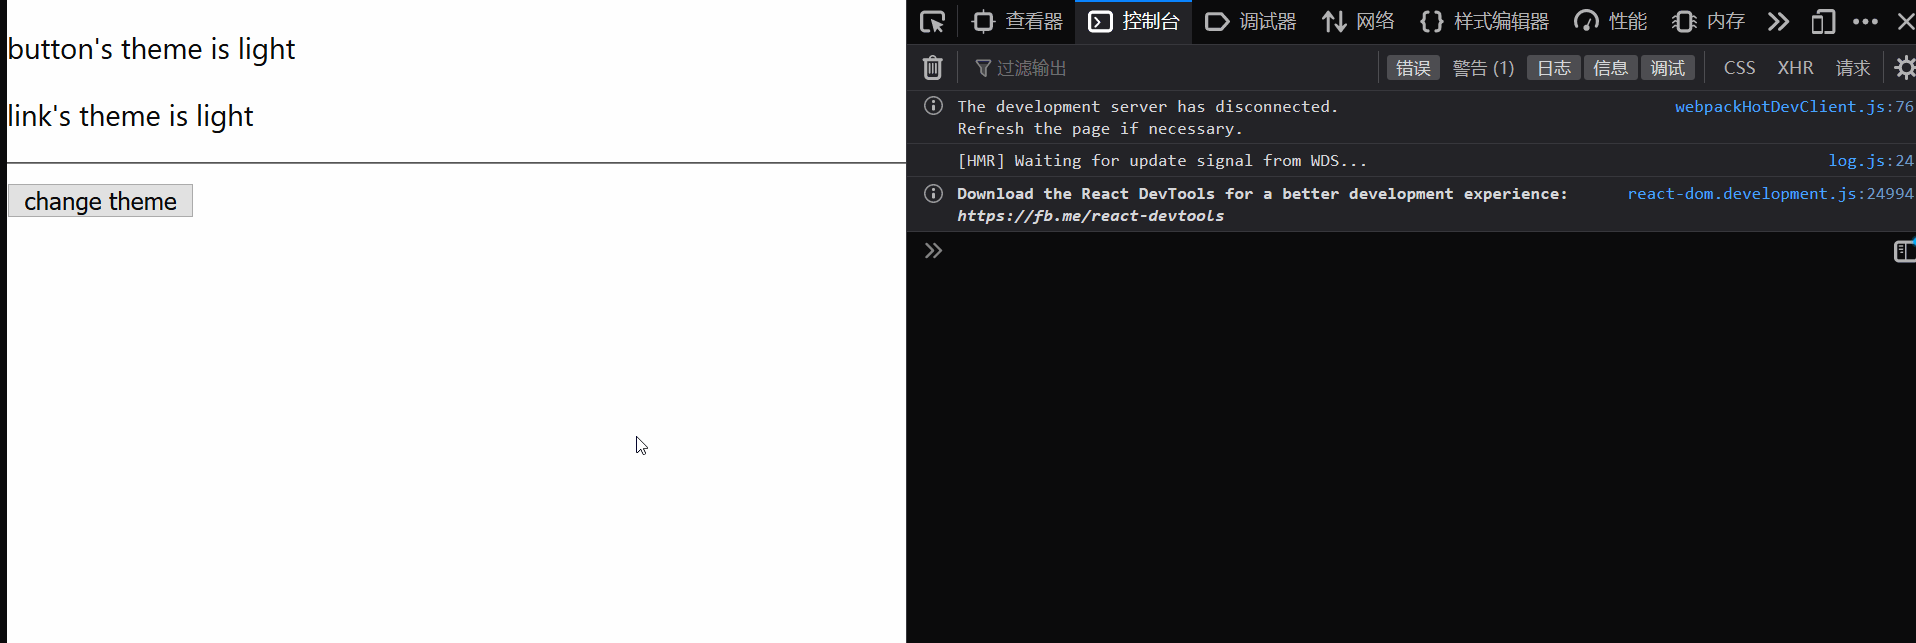 button's theme is light
link's theme is light
change theme
查看器 控制台 调试器 网络 样式编辑器 性能 内存
过滤输出 错误 警告 (1) 日志 信息 调试 CSS XHR 请求
The development server has disconnected. webpackHotDevClient.js:76
Refresh the page if necessary.
[HMR] Waiting for update signal from WDS... log.js:24
Download the React DevTools for a better development experience: react-dom.development.js:24994
https://fb.me/react-devtools